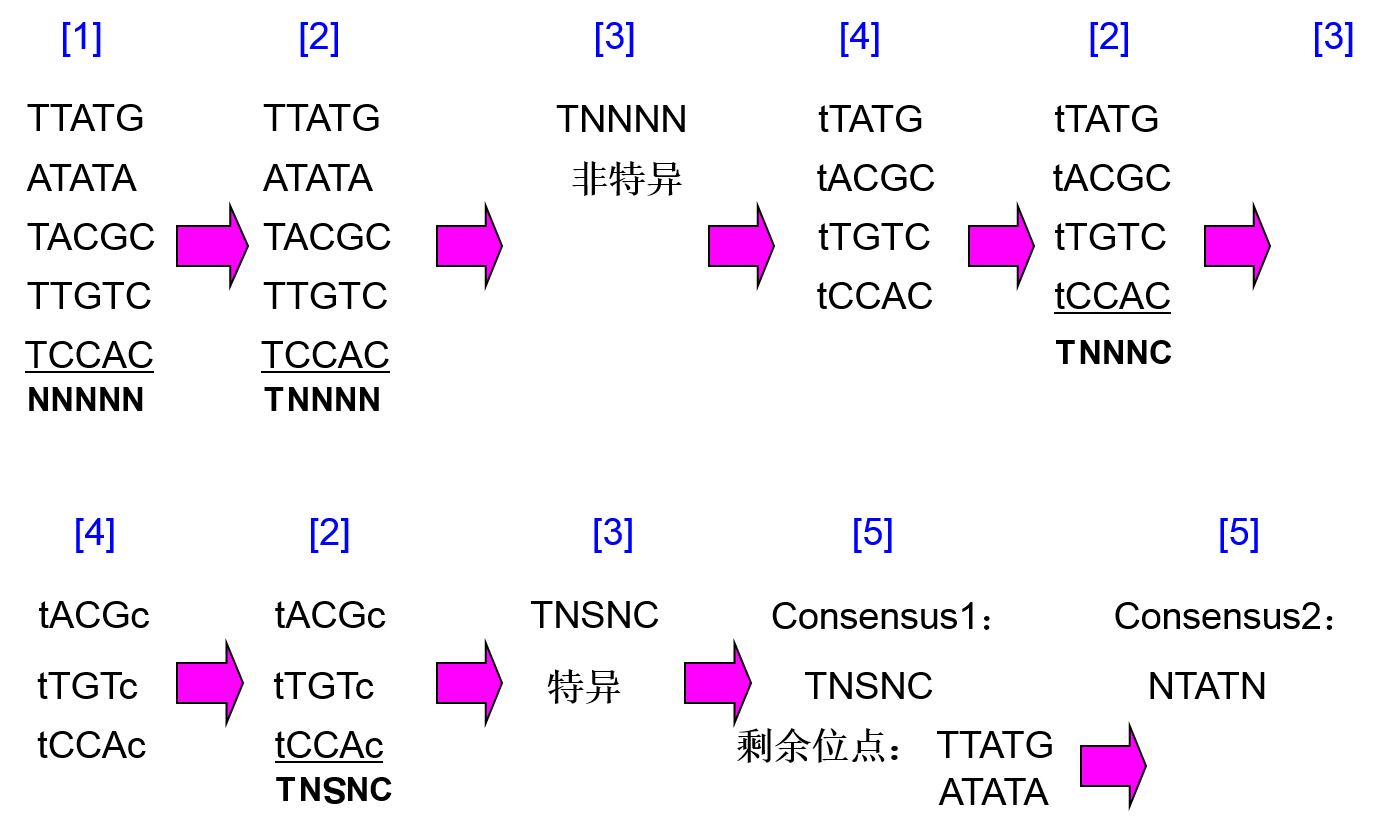 [1] [2] [3] [4] [2] [3]
TTATG TTATG TNNNN tTATG tTATG
ATATA ATATA 非特异 tACGC tACGC
TACGC TACGC tTGTC tTGTC
TTGTC TTGTC tCCAC tCCAC
TCCAC TCCAC TNNNC
NNNNN TNNNN
[4] [2] [3] [5] [5]
tACGc tACGc TNSNC Consensus1： Consensus2：
tTGTc tTGTc 特异 TNSNC NTATN
tCCAc tCCAc 剩余位点： TTATG
TNSNC ATATA